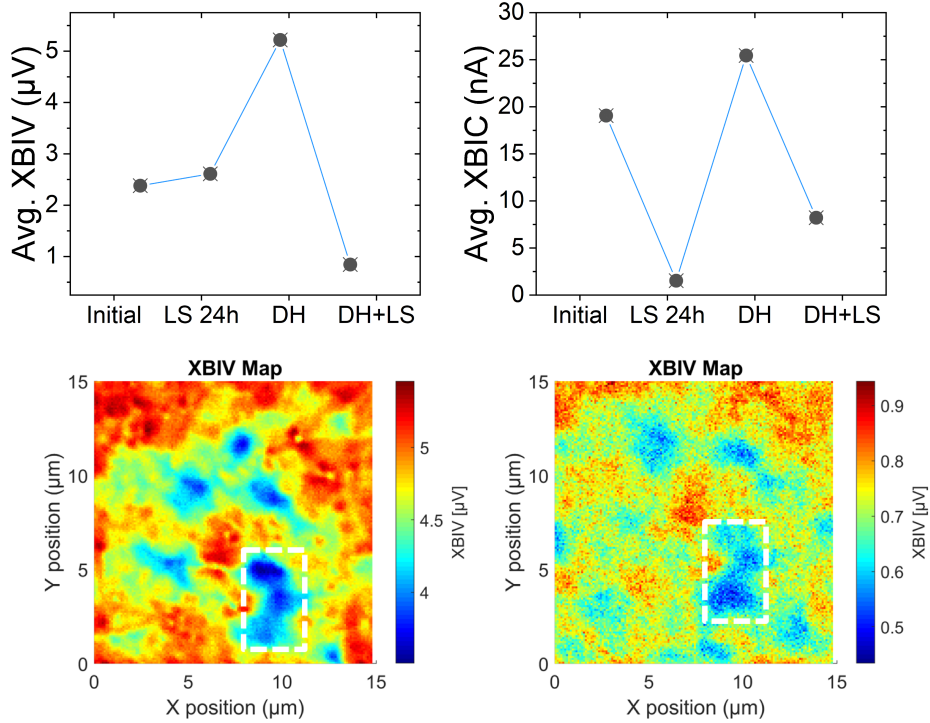 Avg. XBIV (μV)
5
4
3
2
1
Initial
LS 24h
DH
DH+LS
Avg. XBIC (nA)
30
25
20
15
10
5
0
Initial
LS 24h
DH
DH+LS
XBIV Map
15
10
5
0
Y position (μm)
0
5
10
15
X position (μm)
5
4.5
4
XBIV [μV]
XBIV Map
15
10
5
0
Y position (μm)
0
5
10
15
X position (μm)
0.9
0.8
0.7
0.6
0.5
XBIV [μV]